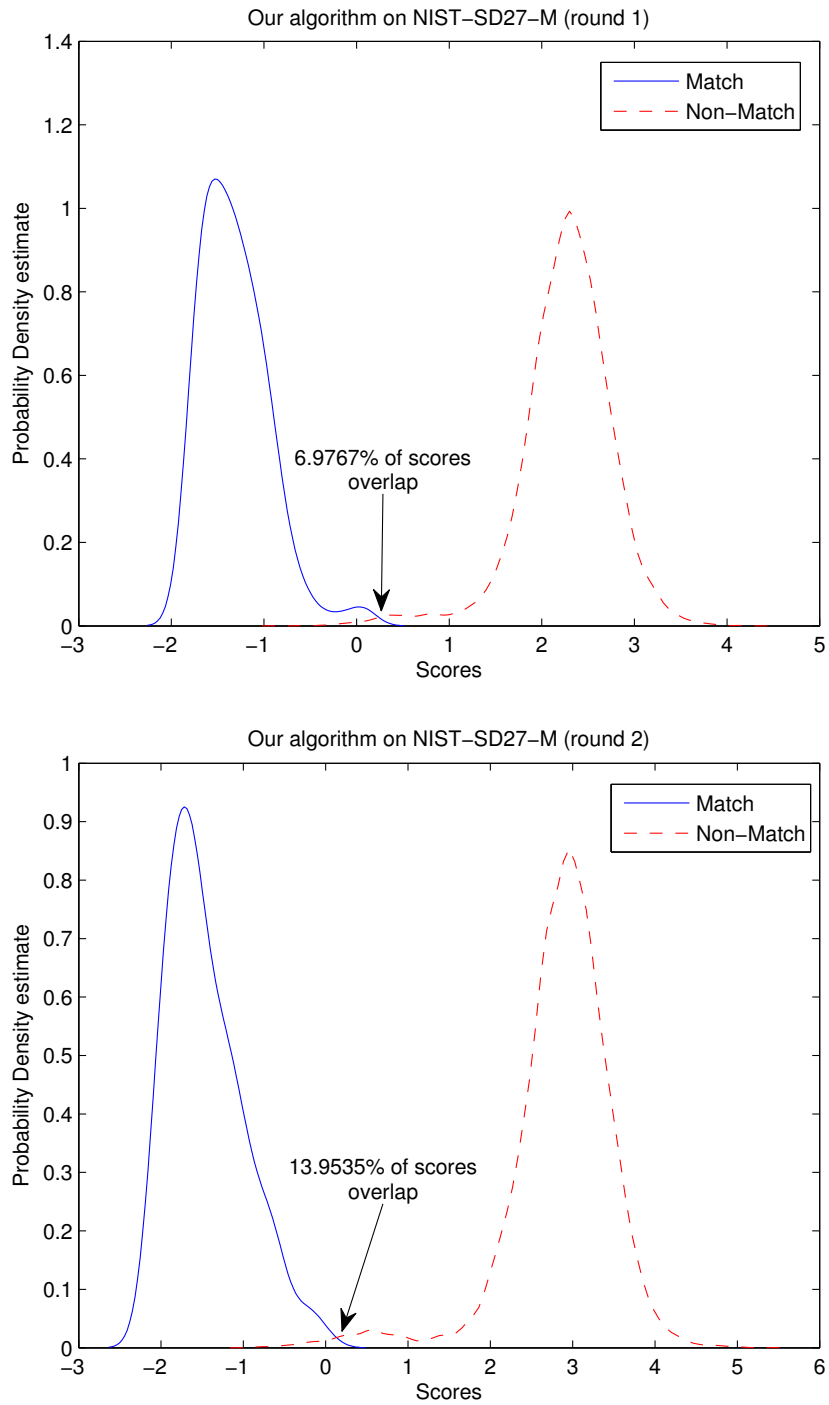 Our algorithm on NIST−SD27−M (round 1)
1.4
1.2
1
0.8
0.6
0.4
0.2
0
Probability Density estimate
Match
Non−Match
6.9767% of scores
overlap
−3 −2 −1 0 1 2 3 4 5
Scores
Our algorithm on NIST−SD27−M (round 2)
1
0.9
0.8
0.7
0.6
0.5
0.4
0.3
0.2
0.1
0
Probability Density estimate
Match
Non−Match
13.9535% of scores
overlap
−3 −2 −1 0 1 2 3 4 5 6
Scores